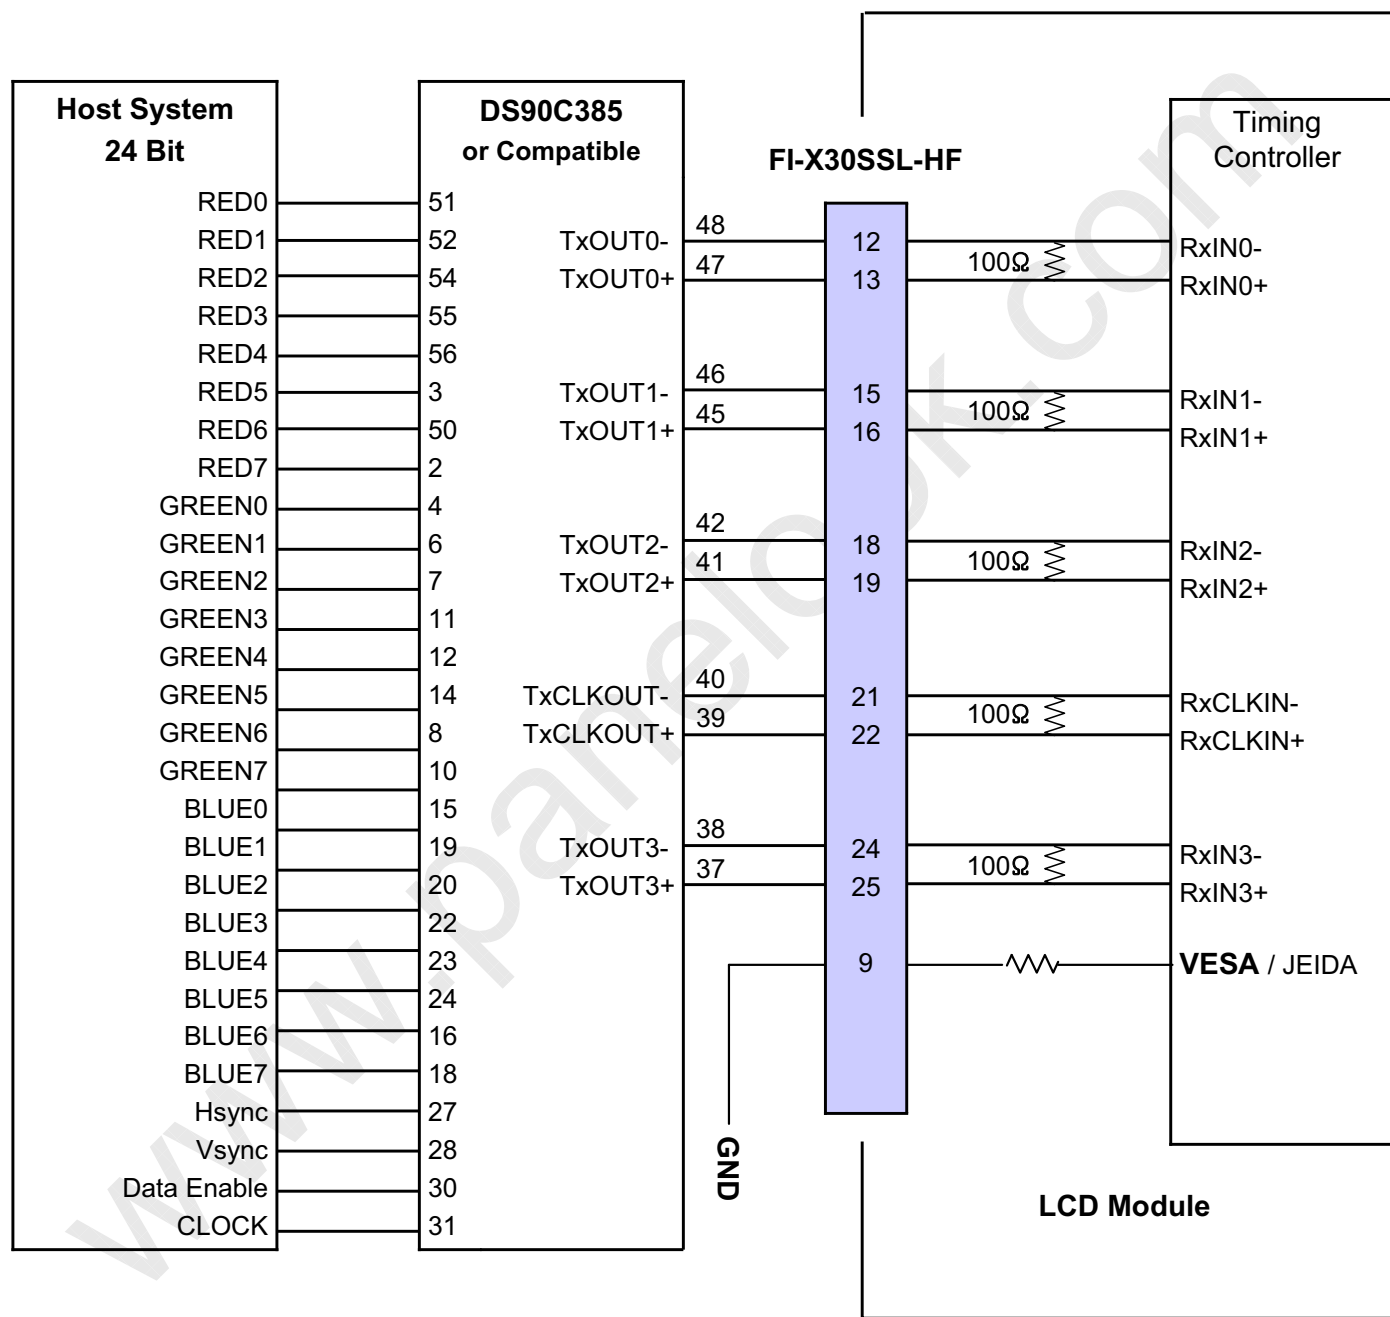 Host System
24 Bit
RED0
RED1
RED2
RED3
RED4
RED5
RED6
RED7
GREEN0
GREEN1
GREEN2
GREEN3
GREEN4
GREEN5
GREEN6
GREEN7
BLUE0
BLUE1
BLUE2
BLUE3
BLUE4
BLUE5
BLUE6
BLUE7
Hsync
Vsync
Data Enable
CLOCK
DS90C385
or Compatible
51
52
54
55
56
3
50
2
4
6
7
11
12
14
8
10
15
19
20
22
23
24
16
18
27
28
30
31
TxOUT0-
TxOUT0+
TxOUT1-
TxOUT1+
TxOUT2-
TxOUT2+
TxCLKOUT-
TxCLKOUT+
TxOUT3-
TxOUT3+
48
47
46
45
42
41
40
39
38
37
GND
FI-X30SSL-HF
12
13
15
16
18
19
21
22
24
25
9
100Ω
100Ω
100Ω
100Ω
100Ω
Timing
Controller
RxIN0-
RxIN0+
RxIN1-
RxIN1+
RxIN2-
RxIN2+
RxCLKIN-
RxCLKIN+
RxIN3-
RxIN3+
VESA / JEIDA
LCD Module
www.panelook.com